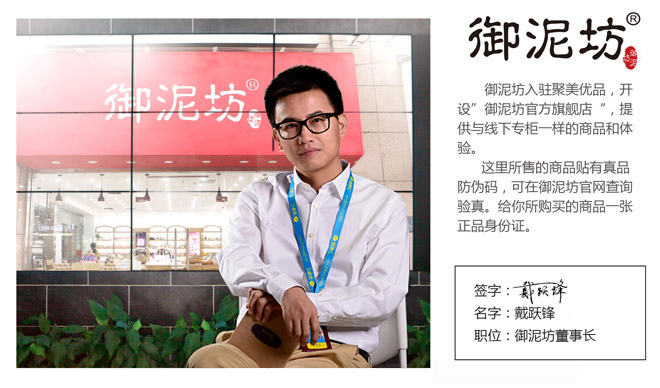 御泥坊®
御泥坊®
御泥坊入驻聚美优品，开
设”御泥坊官方旗舰店“，提
供与线下专柜一样的商品和体
验。
这里所售的商品贴有真品
防伪码，可在御泥坊官网查询
验真。给你所购买的商品一张
正品身份证。
签字：戴跃锋
名字：戴跃锋
职位：御泥坊董事长